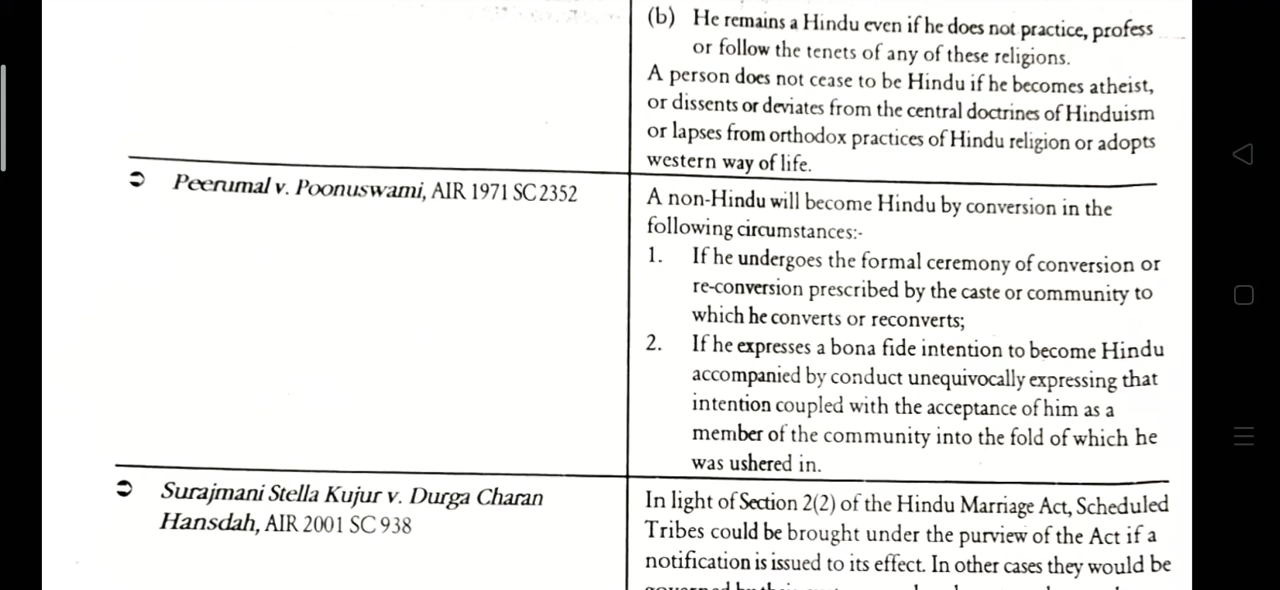 (b) He remains a Hindu even if he does not practice, profess
or follow the tenets of any of these religions.
A person does not cease to be Hindu if he becomes atheist,
or dissents or deviates from the central doctrines of Hinduism
or lapses from orthodox practices of Hindu religion or adopts
western way of life.
➲ Peerumal v. Poonuswami, AIR 1971 SC 2352
A non-Hindu will become Hindu by conversion in the
following circumstances:-
1. If he undergoes the formal ceremony of conversion or
re-conversion prescribed by the caste or community to
which he converts or reconverts;
2. If he expresses a bona fide intention to become Hindu
accompanied by conduct unequivocally expressing that
intention coupled with the acceptance of him as a
member of the community into the fold of which he
was ushered in.
➲ Surajmani Stella Kujur v. Durga Charan
Hansdah, AIR 2001 SC 938
In light of Section 2(2) of the Hindu Marriage Act, Scheduled
Tribes could be brought under the purview of the Act if a
notification is issued to its effect. In other cases they would be